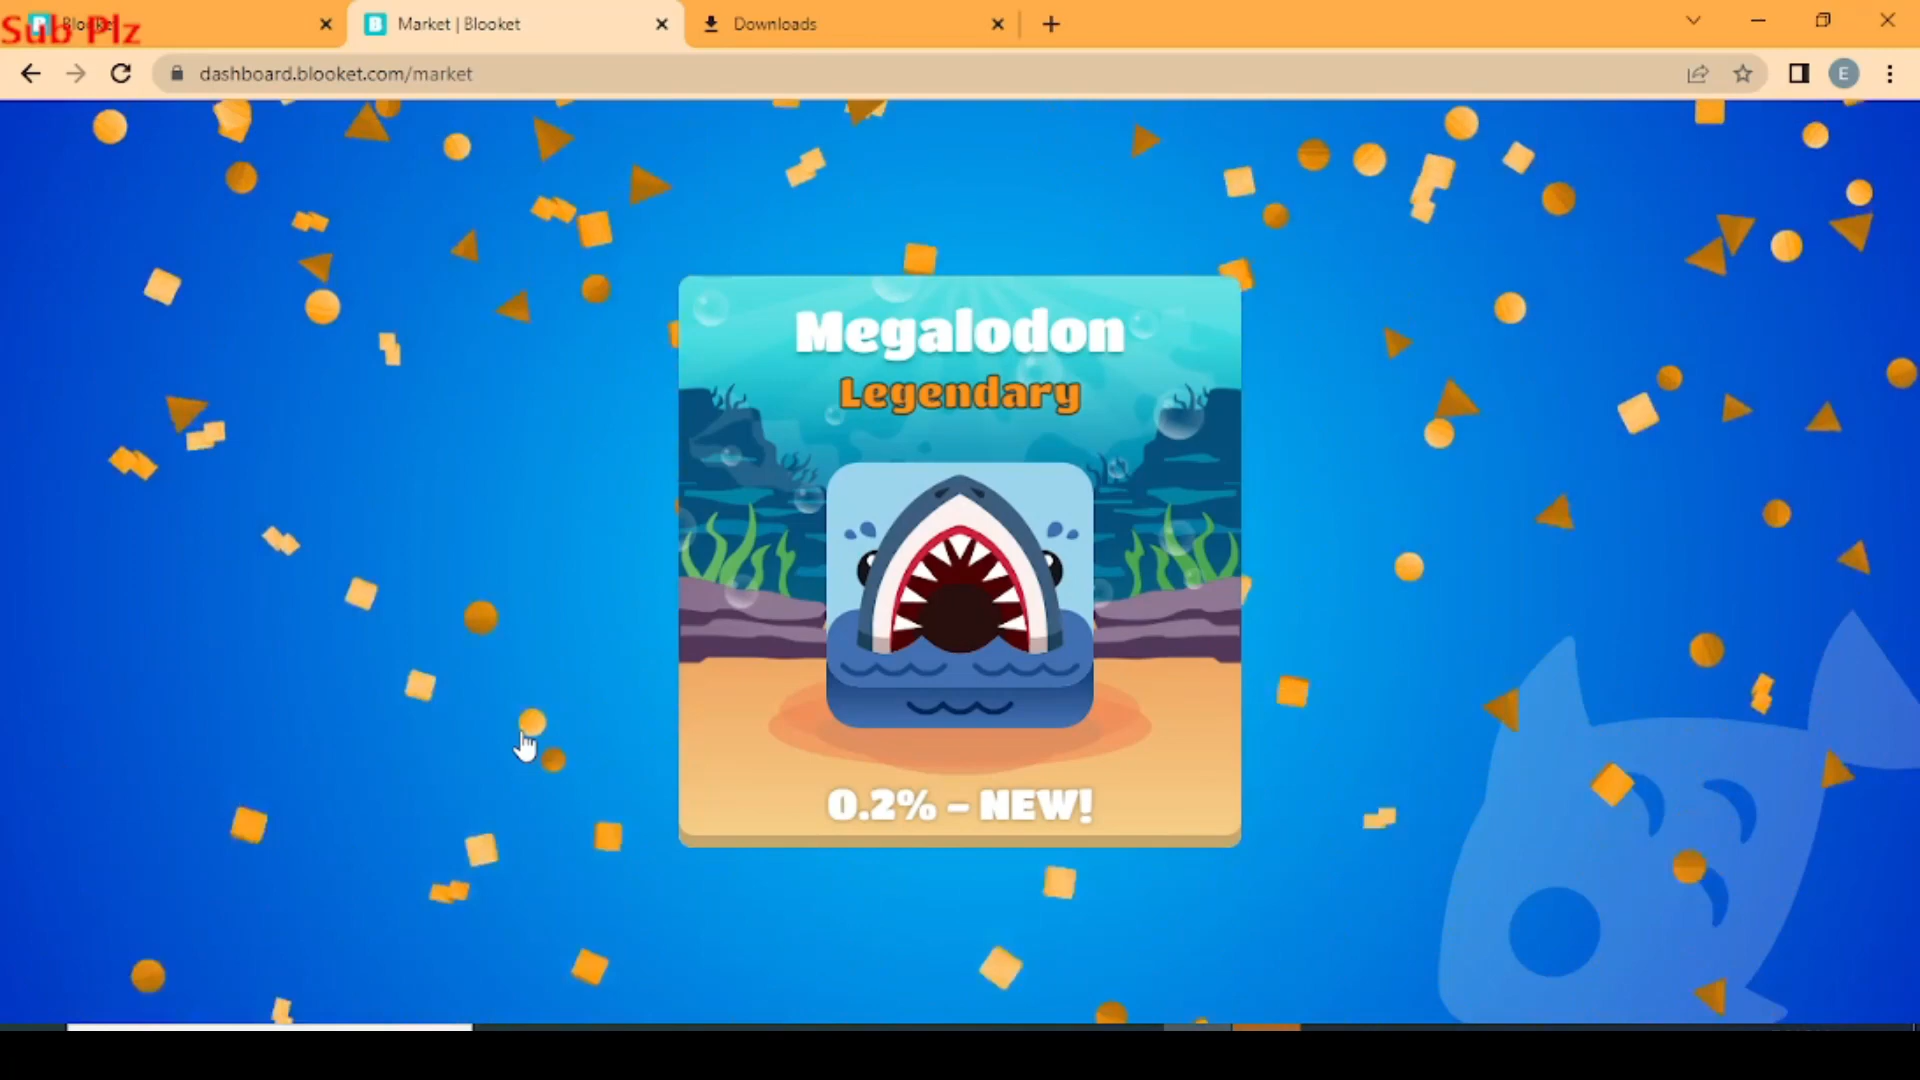 Sub Plz
Market | Blooket
Downloads
dashboard.blooket.com/market
E
Megalodon
Legendary
0.2% – NEW!